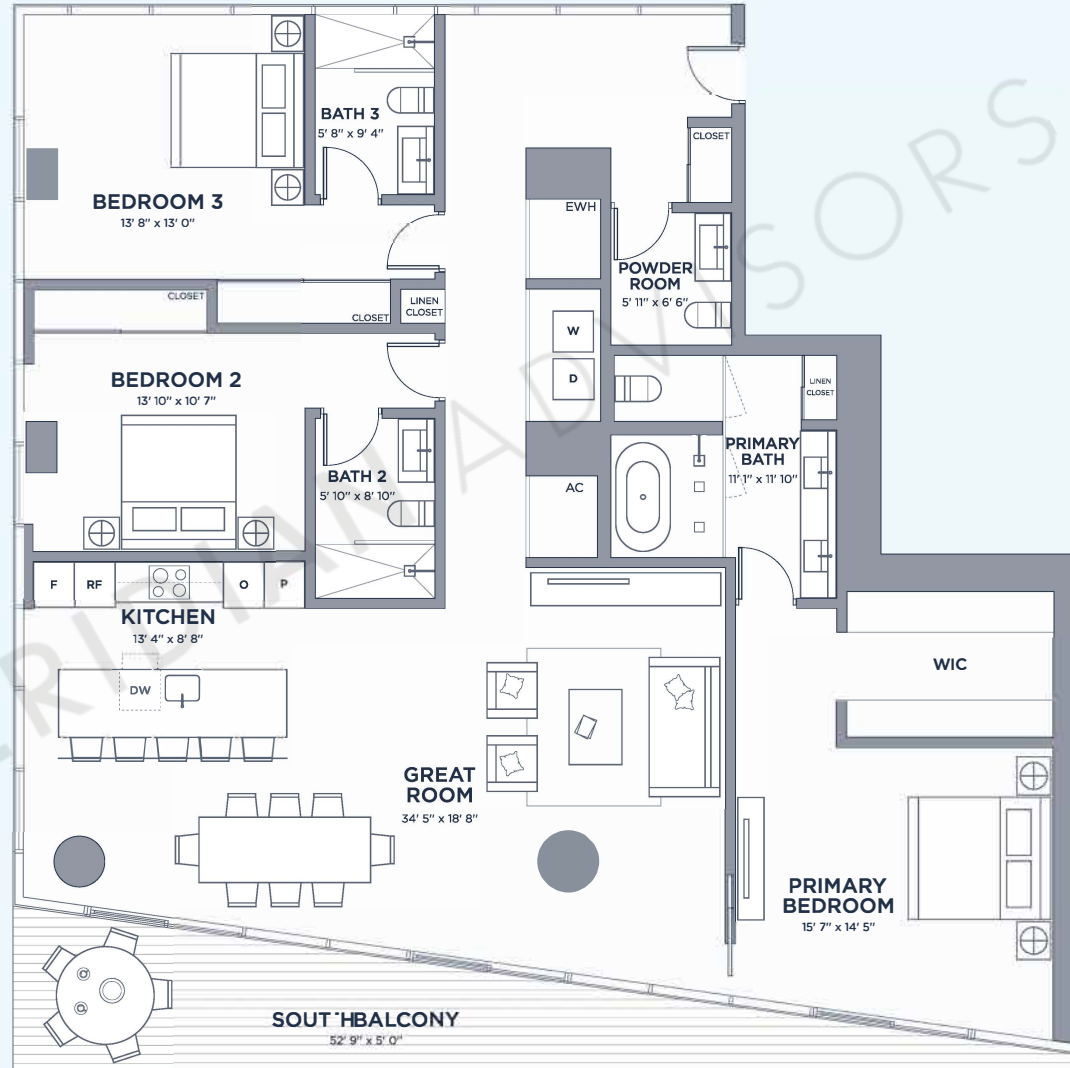 BATH 3
5' 8" x 9' 4"
CLOSET
BEDROOM 3
13' 8" x 13' 0"
EWH
POWDER
ROOM
5' 11" x 6' 6"
CLOSET
CLOSET
LINEN
CLOSET
W
D
BEDROOM 2
13' 10" x 10' 7"
LINEN
CLOSET
PRIMARY
BATH
11' 1" x 11' 10"
BATH 2
5' 10" x 8' 10"
AC
F
RF
O
P
KITCHEN
13' 4" x 8' 8"
DW
WIC
GREAT
ROOM
34' 5" x 18' 8"
PRIMARY
BEDROOM
15' 7" x 14' 5"
SOUTHBALCONY
52' 9" x 5' 0"
ERIDIAN ADVISORS